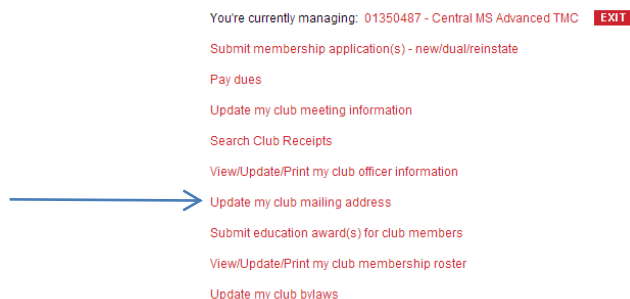 You're currently managing: 01350487 - Central MS Advanced TMC EXIT
Submit membership application(s) - new/dual/reinstate
Pay dues
Update my club meeting information
Search Club Receipts
View/Update/Print my club officer information
Update my club mailing address
Submit education award(s) for club members
View/Update/Print my club membership roster
Update my club bylaws